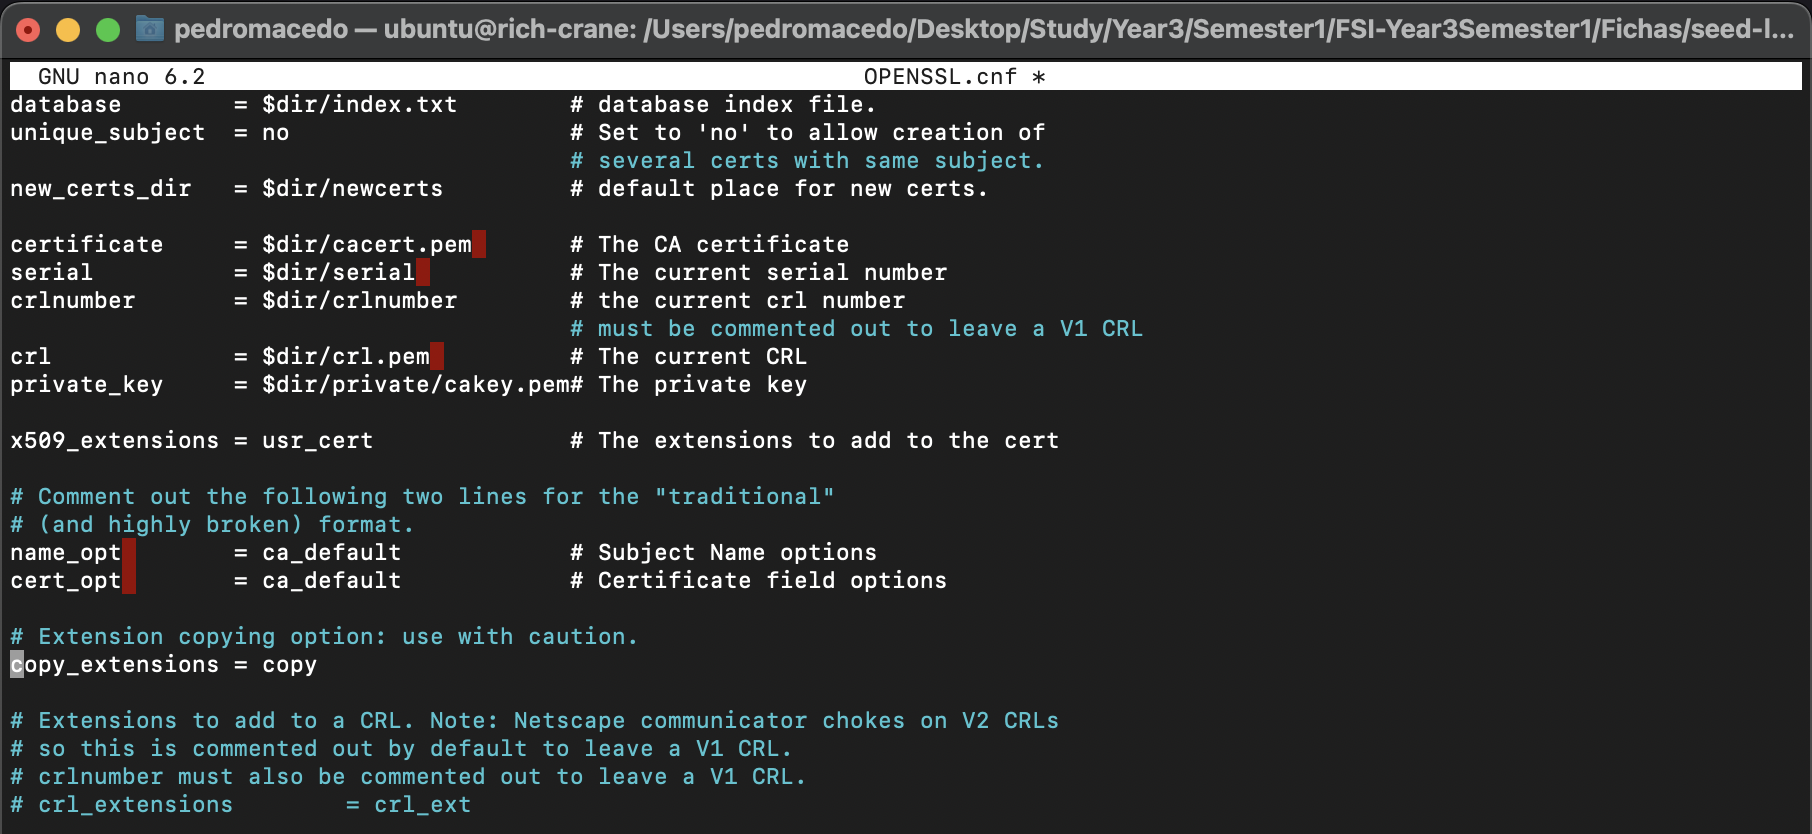 pedromacedo — ubuntu@rich-crane: /Users/pedromacedo/Desktop/Study/Year3/Semester1/FSI-Year3Semester1/Fichas/seed-l...
GNU nano 6.2 OPENSSL.cnf *
database = $dir/index.txt # database index file.
unique_subject = no # Set to 'no' to allow creation of
# several certs with same subject.
new_certs_dir = $dir/newcerts # default place for new certs.
certificate = $dir/cacert.pem # The CA certificate
serial = $dir/serial # The current serial number
crlnumber = $dir/crlnumber # the current crl number
# must be commented out to leave a V1 CRL
crl = $dir/crl.pem # The current CRL
private_key = $dir/private/cakey.pem# The private key
x509_extensions = usr_cert # The extensions to add to the cert
# Comment out the following two lines for the "traditional"
# (and highly broken) format.
name_opt = ca_default # Subject Name options
cert_opt = ca_default # Certificate field options
# Extension copying option: use with caution.
copy_extensions = copy
# Extensions to add to a CRL. Note: Netscape communicator chokes on V2 CRLs
# so this is commented out by default to leave a V1 CRL.
# crlnumber must also be commented out to leave a V1 CRL.
# crl_extensions = crl_ext